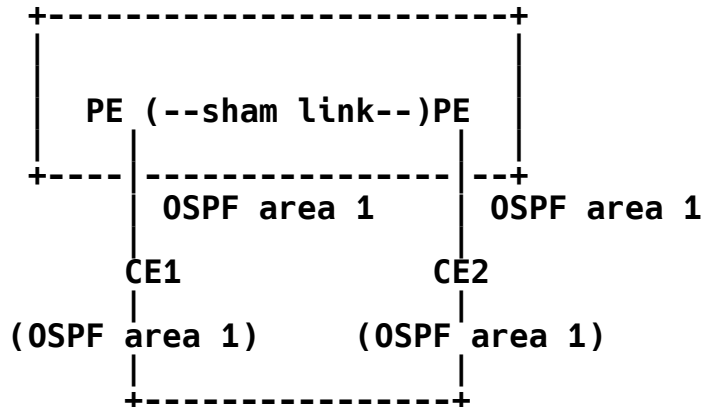 PE (--sham link--)PE
OSPF area 1 OSPF area 1
CE1 CE2
(OSPF area 1) (OSPF area 1)